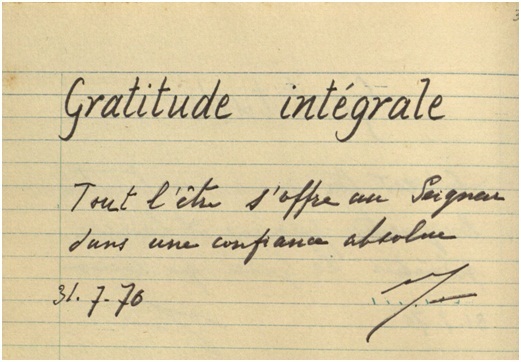 Gratitude intégrale
Tout l'être s'offre au Seigneur
dans une confiance absolue
31.7.70